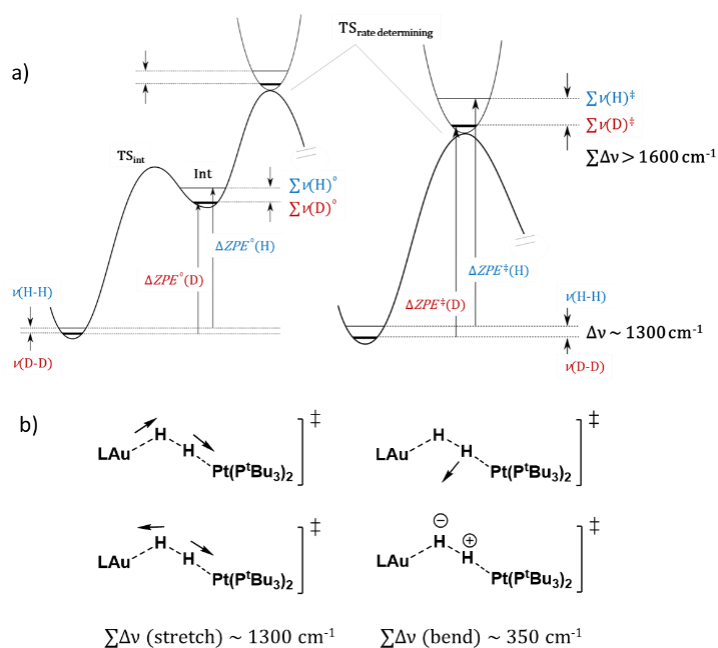 a)
TS_rate determining
TS_int
Int
∑ν(H)°
∑ν(D)°
ΔZPE°(D)
ΔZPE°(H)
ν(H-H)
ν(D-D)
∑ν(H)‡
∑ν(D)‡
∑Δν > 1600 cm⁻¹
ΔZPE‡(D)
ΔZPE‡(H)
ν(H-H)
Δν ~ 1300 cm⁻¹
ν(D-D)
b)
LAu H H Pt(PᵗBu₃)₂ ‡
LAu H H Pt(PᵗBu₃)₂ ‡
LAu H H Pt(PᵗBu₃)₂ ‡
LAu ⊖ H ⊕ H Pt(PᵗBu₃)₂ ‡
∑Δν (stretch) ~ 1300 cm⁻¹
∑Δν (bend) ~ 350 cm⁻¹